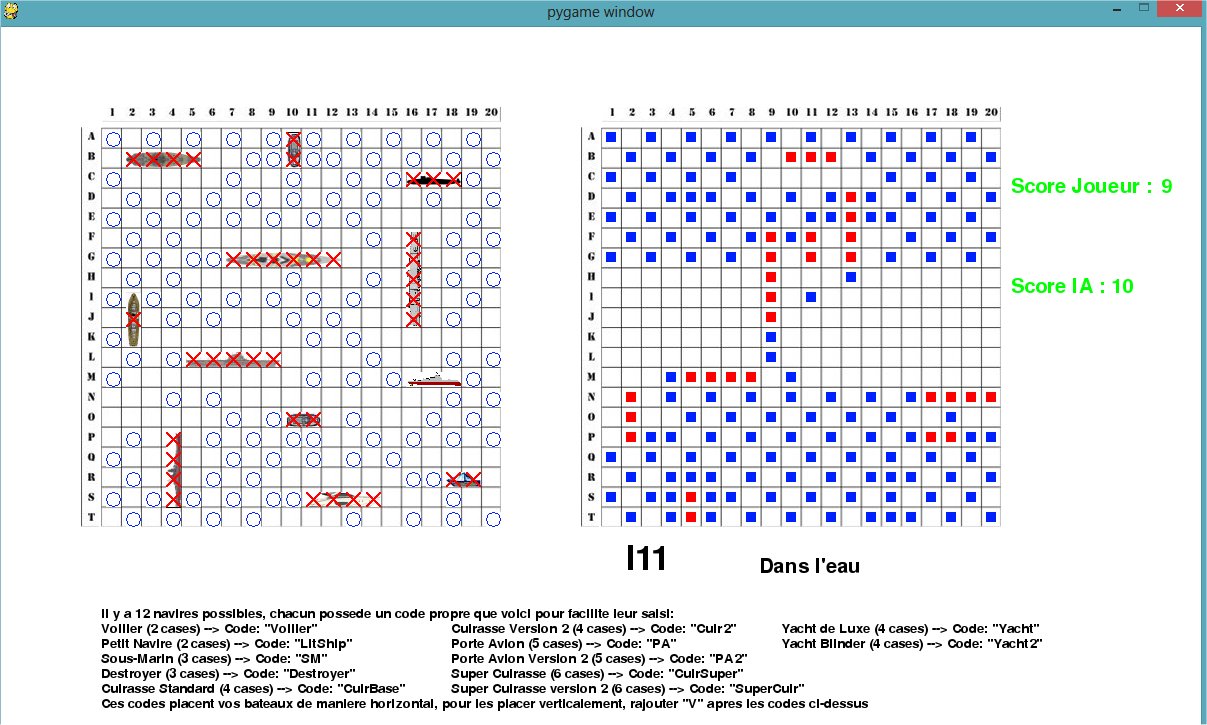 pygame window
1 2 3 4 5 6 7 8 9 10 11 12 13 14 15 16 17 18 19 20
1 2 3 4 5 6 7 8 9 10 11 12 13 14 15 16 17 18 19 20
A A
B B
C C
Score Joueur : 9
D D
E E
F F
G G
H H
Score IA : 10
I I
J J
K K
L L
M M
N N
O O
P P
Q Q
R R
S S
T T
I11
Dans l'eau
Il y a 12 navires possibles, chacun possede un code propre que voici pour facilite leur saisi:
Voilier (2 cases) --> Code: "Voilier"
Petit Navire (2 cases) --> Code: "LitShip"
Sous-Marin (3 cases) --> Code: "SM"
Destroyer (3 cases) --> Code: "Destroyer"
Cuirasse Standard (4 cases) --> Code: "CuirBase"
Cuirasse Version 2 (4 cases) --> Code: "Cuir2"
Porte Avion (5 cases) --> Code: "PA"
Porte Avion Version 2 (5 cases) --> Code: "PA2"
Super Cuirasse (6 cases) --> Code: "CuirSuper"
Super Cuirasse version 2 (6 cases) --> Code: "SuperCuir"
Yacht de Luxe (4 cases) --> Code: "Yacht"
Yacht Blinder (4 cases) --> Code: "Yacht2"
Ces codes placent vos bateaux de maniere horizontal, pour les placer verticalement, rajouter "V" apres les codes ci-dessus